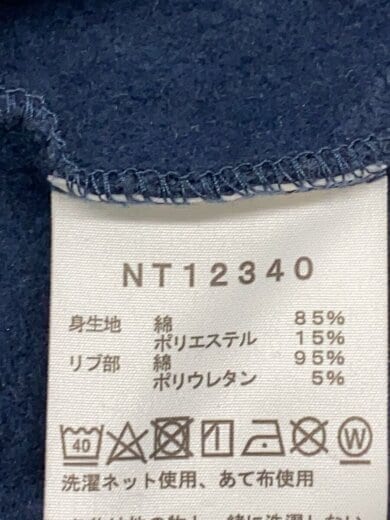 NT12340
身生地 綿 85%
ポリエステル 15%
リブ部 綿 95%
ポリウレタン 5%
40 W
洗濯ネット使用、あて布使用